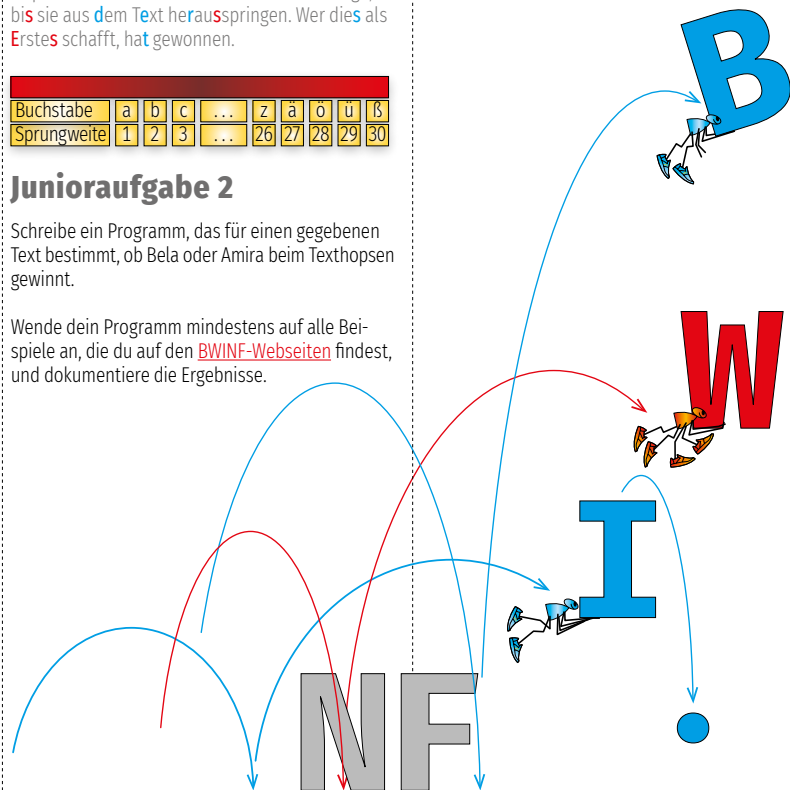 bis sie aus dem Text herausspringen. Wer dies als
Erstes schafft, hat gewonnen.
Buchstabe a b c ... z ä ö ü ß
Sprungweite 1 2 3 ... 26 27 28 29 30
Junioraufgabe 2
Schreibe ein Programm, das für einen gegebenen
Text bestimmt, ob Bela oder Amira beim Texthopsen
gewinnt.
Wende dein Programm mindestens auf alle Bei-
spiele an, die du auf den BWINF-Webseiten findest,
und dokumentiere die Ergebnisse.
B
W
I
NF